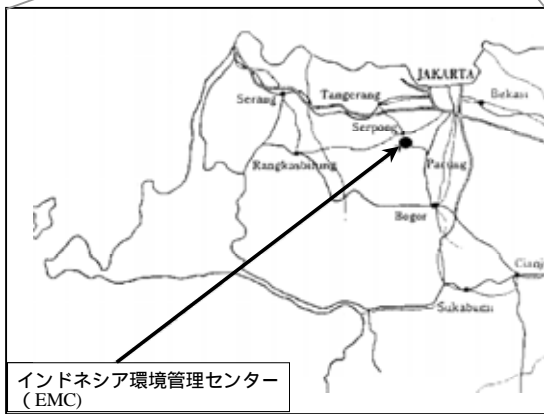 JAKARTA
Tangerang
Bekasi
Serang
Serpong
Rangkasbitung
Parung
Bogor
Cianj
Sukabumi
インドネシア環境管理センター
（EMC)